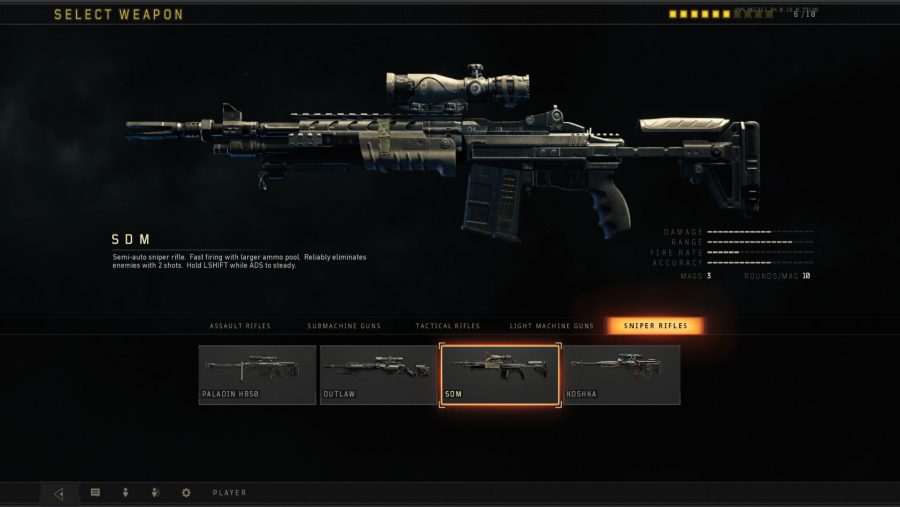 SELECT WEAPON
6/10
SDM
Semi-auto sniper rifle. Fast firing with larger ammo pool. Reliably eliminates
enemies with 2 shots. Hold LSHIFT while ADS to steady.
DAMAGE
RANGE
FIRE RATE
ACCURACY
MAGS 3 ROUNDS/MAG 10
ASSAULT RIFLES SUBMACHINE GUNS TACTICAL RIFLES LIGHT MACHINE GUNS SNIPER RIFLES
PALADIN HB50 OUTLAW SDM KOSHKA
PLAYER